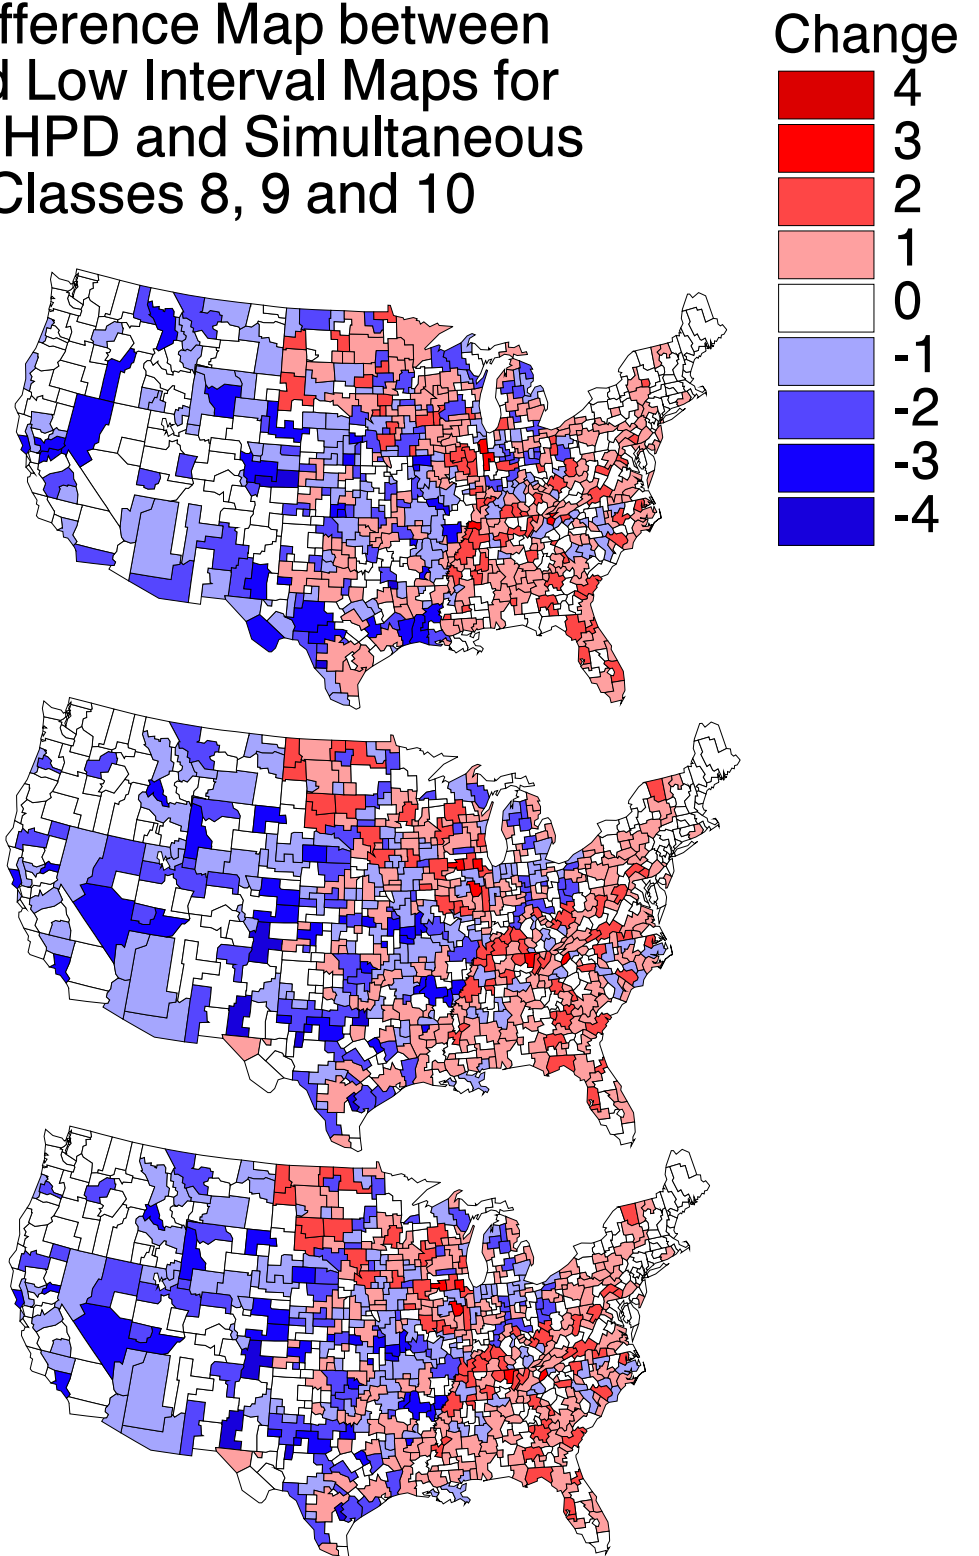 fference Map between
Low Interval Maps for
HPD and Simultaneous
Classes 8, 9 and 10
Change
4
3
2
1
0
-1
-2
-3
-4